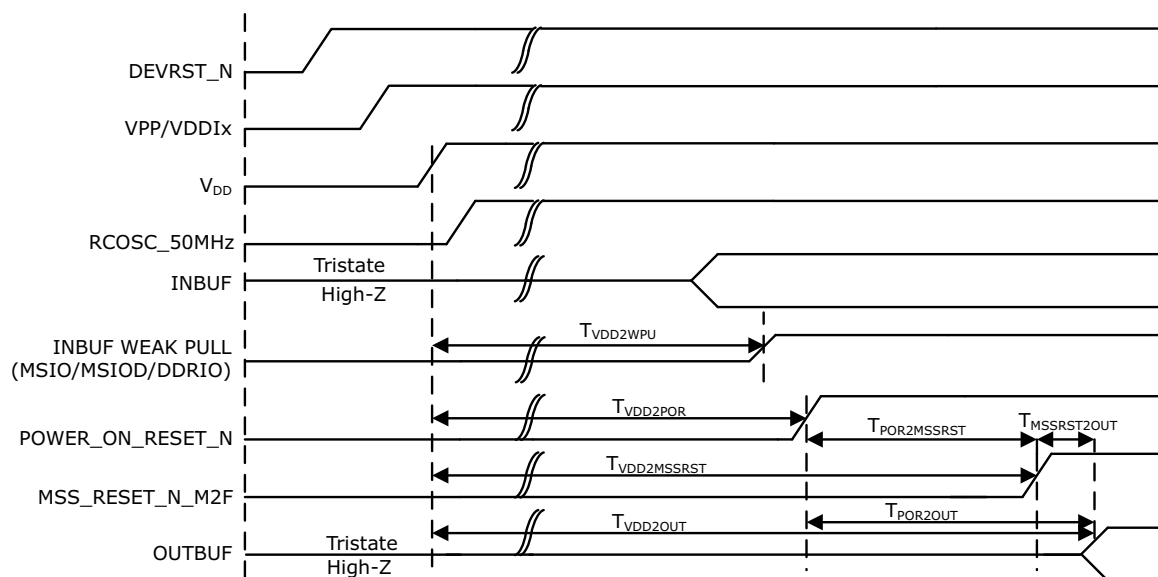 DEVRST_N
VPP/VDDIx
VDD
RCOSC_50MHz
Tristate
INBUF
High-Z
TVDD2WPU
INBUF WEAK PULL
(MSIO/MSIOD/DDRIO)
TVDD2POR
TPOR2MSSRST
TMSSRST2OUT
POWER_ON_RESET_N
TVDD2MSSRST
MSS_RESET_N_M2F
TPOR2OUT
TVDD2OUT
Tristate
OUTBUF
High-Z